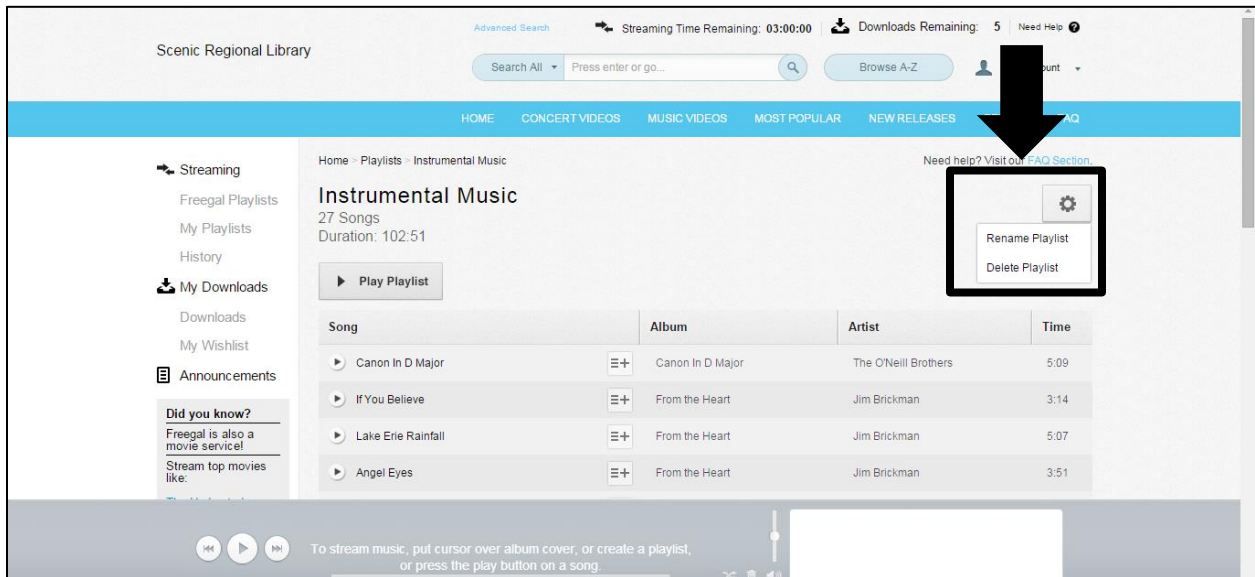 Advanced Search
Streaming Time Remaining: 03:00:00
Downloads Remaining: 5
Need Help
Scenic Regional Library
Search All
Press enter or go...
Browse A-Z
HOME CONCERT VIDEOS MUSIC VIDEOS MOST POPULAR NEW RELEASES
Streaming
Freegal Playlists
My Playlists
History
My Downloads
Downloads
My Wishlist
Announcements
Did you know?
Freegal is also a
movie service!
Stream top movies
like:
Home > Playlists > Instrumental Music
Need help? Visit our FAQ Section.
Instrumental Music
27 Songs
Duration: 102:51
Rename Playlist
Delete Playlist
Play Playlist
Song Album Artist Time
Canon In D Major Canon In D Major The O'Neill Brothers 5:09
If You Believe From the Heart Jim Brickman 3:14
Lake Erie Rainfall From the Heart Jim Brickman 5:07
Angel Eyes From the Heart Jim Brickman 3:51
To stream music, put cursor over album cover, or create a playlist,
or press the play button on a song.